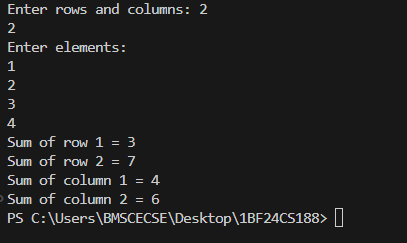 Enter rows and columns: 2
2
Enter elements:
1
2
3
4
Sum of row 1 = 3
Sum of row 2 = 7
Sum of column 1 = 4
Sum of column 2 = 6
PS C:\Users\BMSCECSE\Desktop\1BF24CS188>